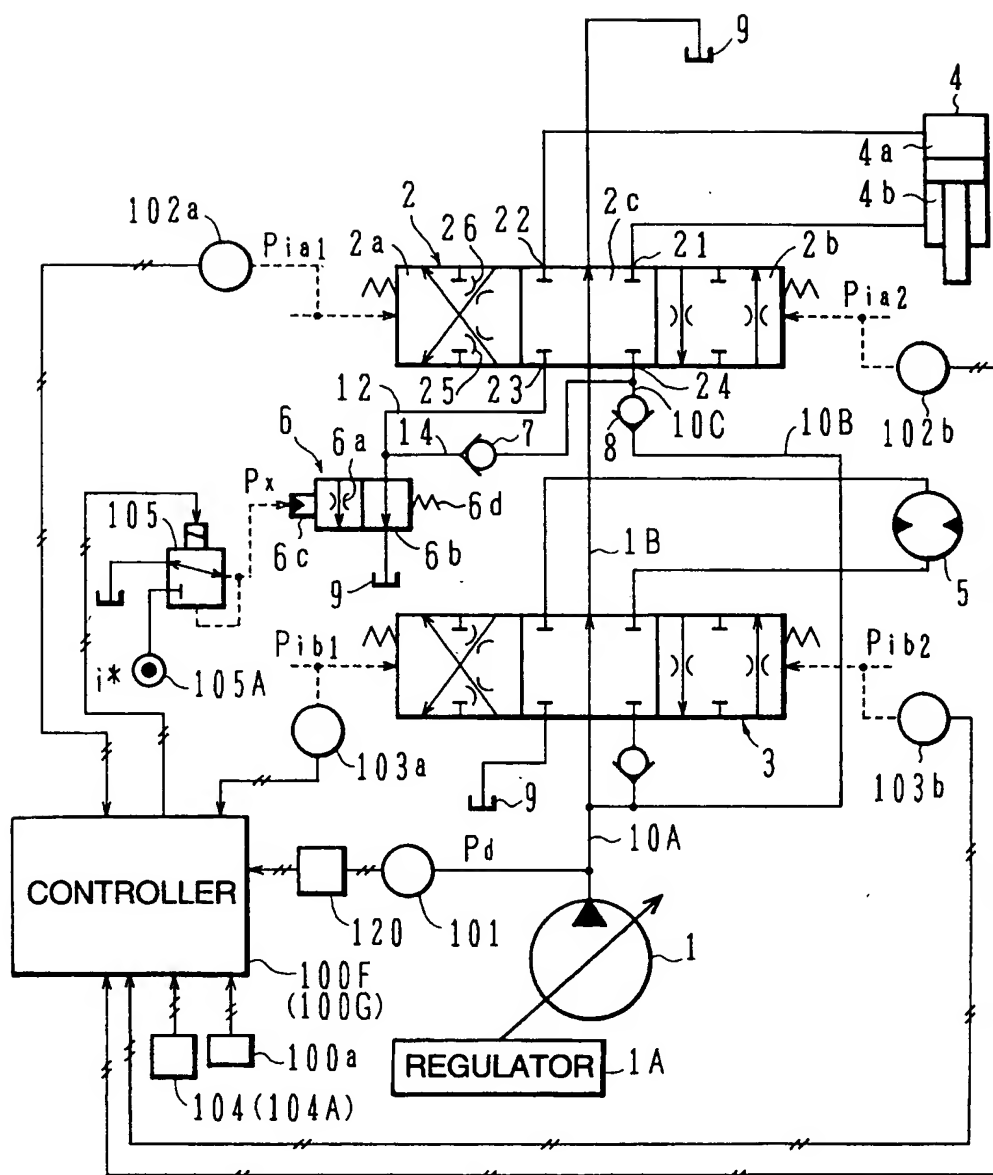 9
4
4a
4b
102a
Pia1
2a
2
26
22
2c
21
2b
Pia2
25
23
24
12
10C
10B
102b
14
7
8
6
6a
Px
6d
105
6c
6b
9
1B
5
i*
105A
Pib1
Pib2
103a
9
3
103b
10A
Pd
CONTROLLER
120
101
1
100F
(100G)
100a
REGULATOR
1A
104(104A)